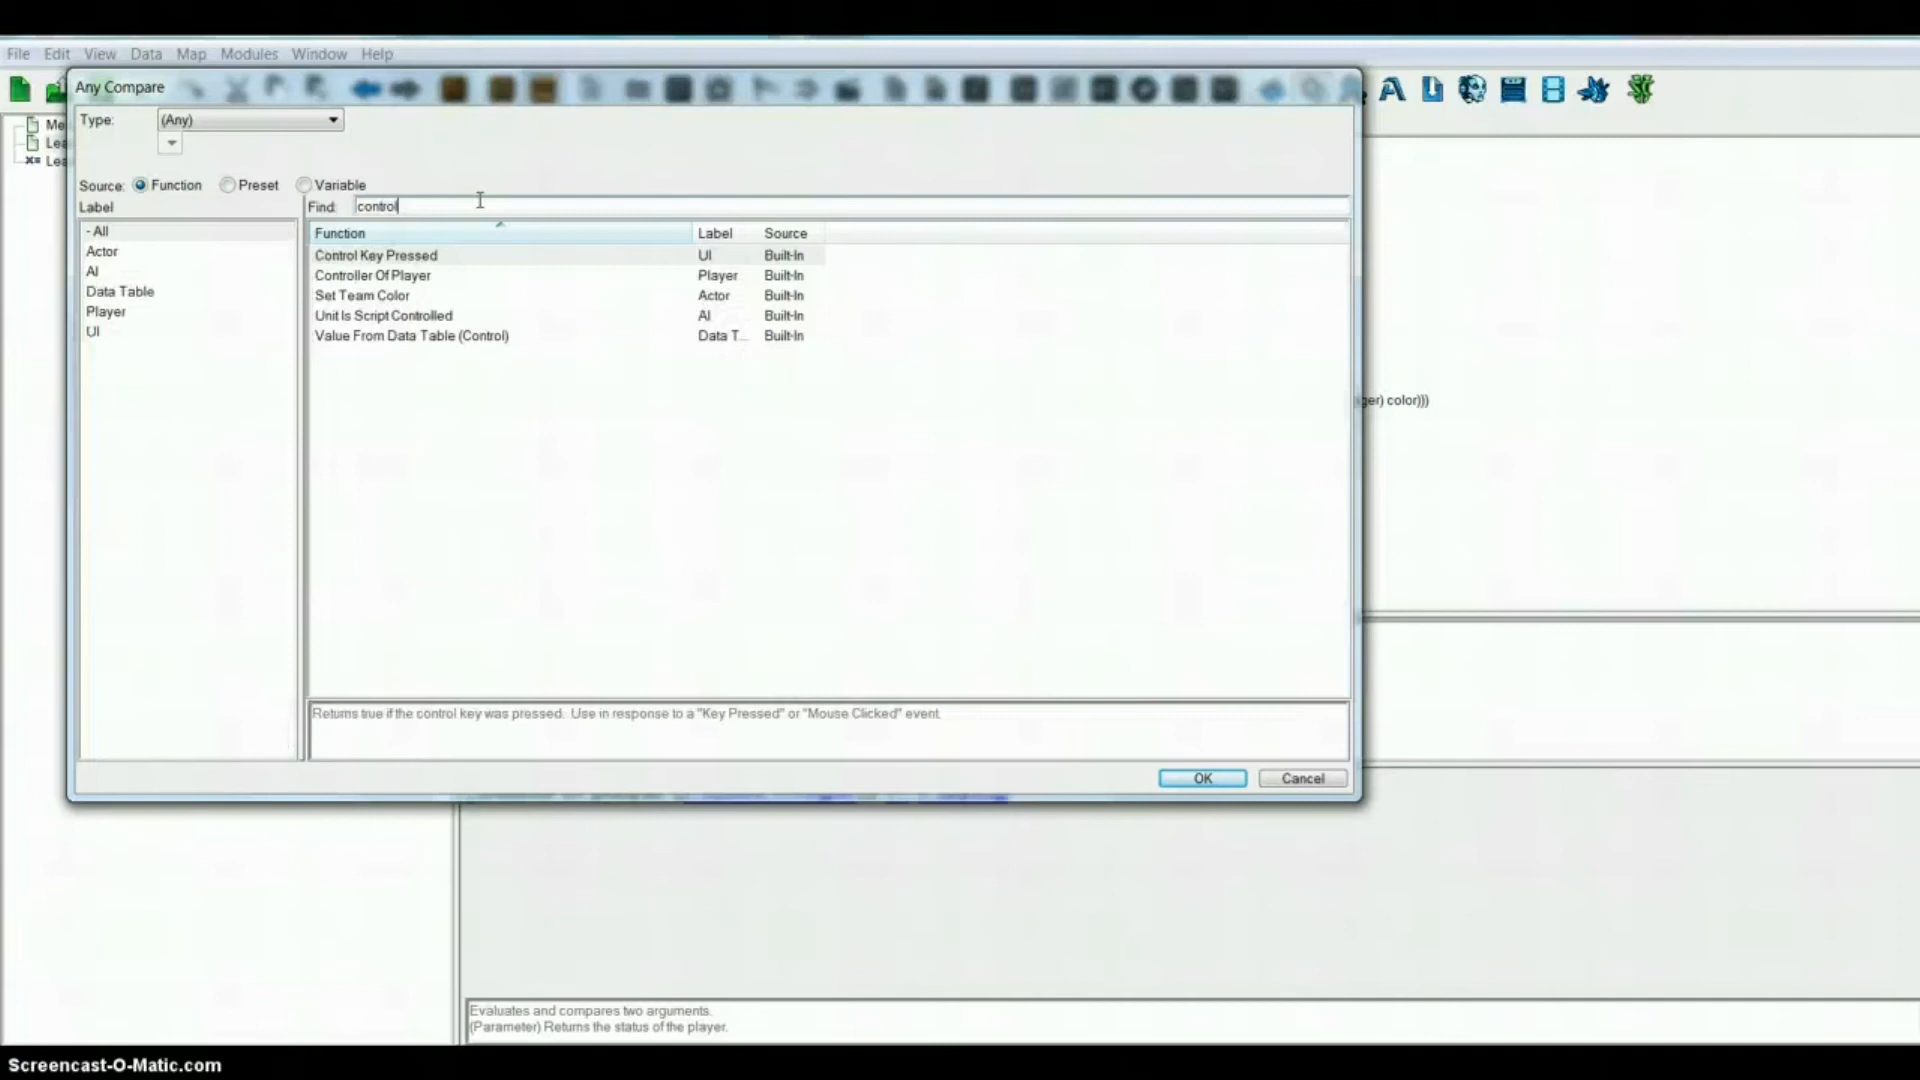 File Edit View Data Map Modules Window Help
Any Compare
Type: (Any)
Me
Lea
Lea
Source: Function Preset Variable
Label
Find: control
- All
Actor
AI
Data Table
Player
UI
Function Label Source
Control Key Pressed UI Built-In
Controller Of Player Player Built-In
Set Team Color Actor Built-In
Unit Is Script Controlled AI Built-In
Value From Data Table (Control) Data T... Built-In
ger) color)))
Returns true if the control key was pressed. Use in response to a "Key Pressed" or "Mouse Clicked" event.
OK Cancel
Evaluates and compares two arguments.
(Parameter) Returns the status of the player.
Screencast-O-Matic.com